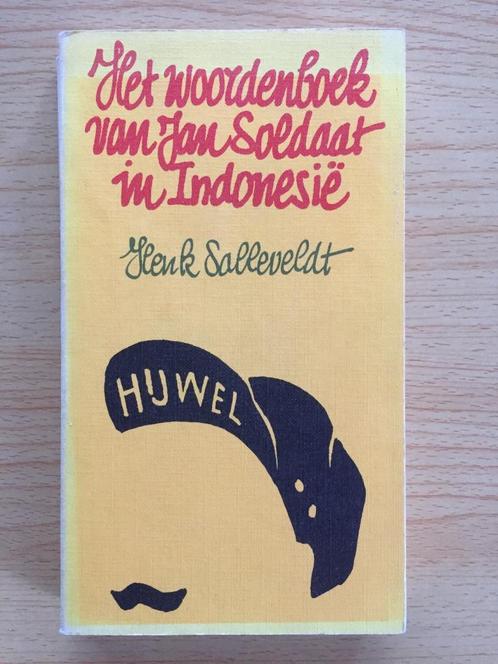 Het woordenboek
van Jan Soldaat
in Indonesië
Henk Salleveldt
HIJWEL